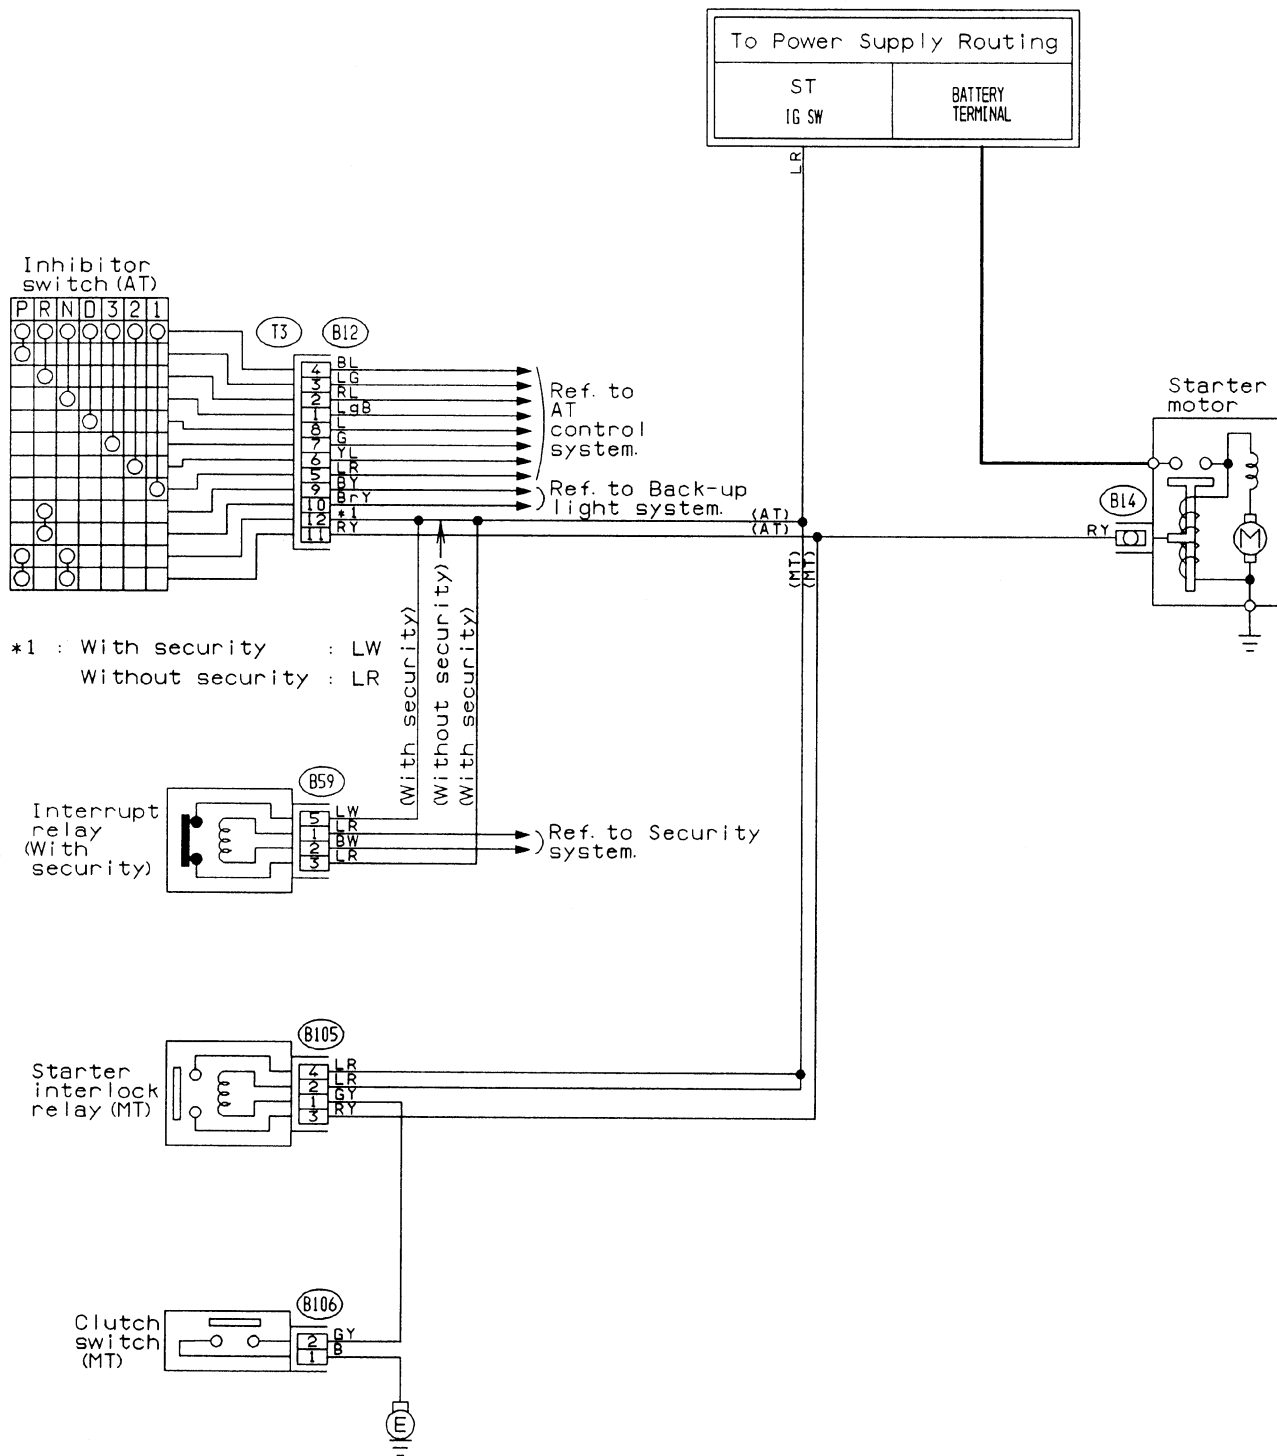 To Power Supply Routing
ST
IG SW
BATTERY
TERMINAL
LR
Inhibitor
switch (AT)
P R N D 3 2 1
T3
B12
4 BL
3 LG
2 RL
1 LgB
8 L
7 G
6 YL
5 LR
9 BY
10 BrY
12 *1
11 RY
Ref. to
AT
control
system.
Ref. to Back-up
light system.
(AT)
(AT)
(MT)
(MT)
Starter
motor
B14
RY
M
*1 : With security : LW
Without security : LR
(With security)
(Without security)
(With security)
Interrupt
relay
(With
security)
B59
5 LW
1 LR
2 BW
3 LR
Ref. to Security
system.
Starter
interlock
relay (MT)
B105
4 LR
2 LR
1 GY
3 RY
Clutch
switch
(MT)
B106
2 GY
1 B
E